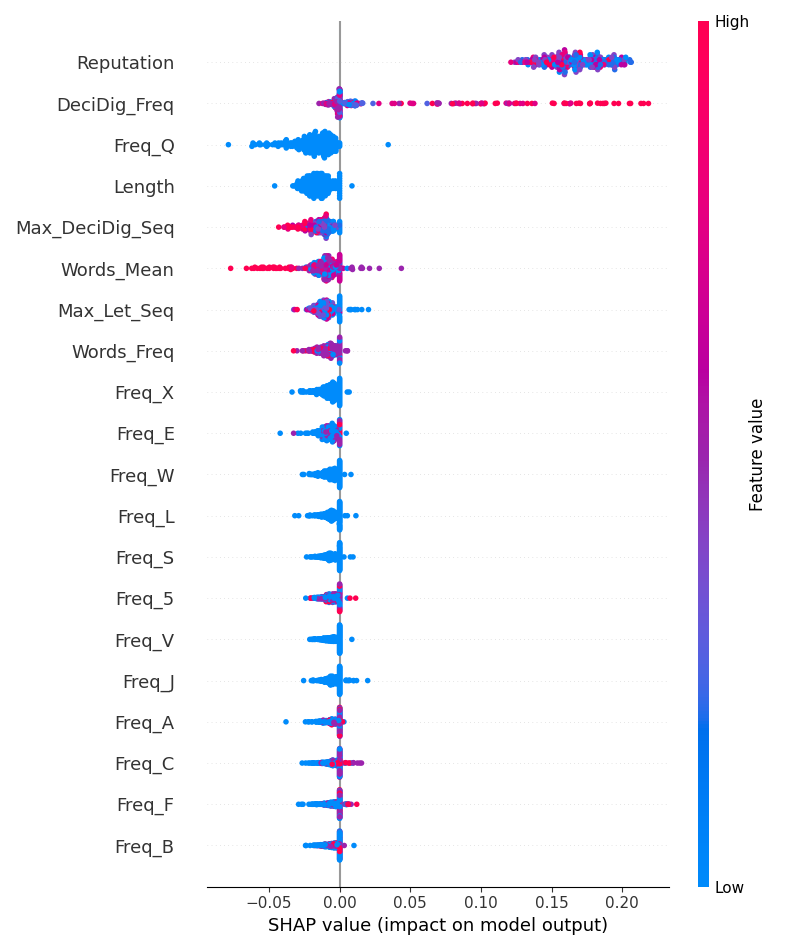 High
Reputation
DeciDig_Freq
Freq_Q
Length
Max_DeciDig_Seq
Words_Mean
Max_Let_Seq
Words_Freq
Freq_X
Freq_E
Freq_W
Freq_L
Freq_S
Freq_5
Freq_V
Freq_J
Freq_A
Freq_C
Freq_F
Freq_B
Feature value
Low
−0.05 0.00 0.05 0.10 0.15 0.20
SHAP value (impact on model output)